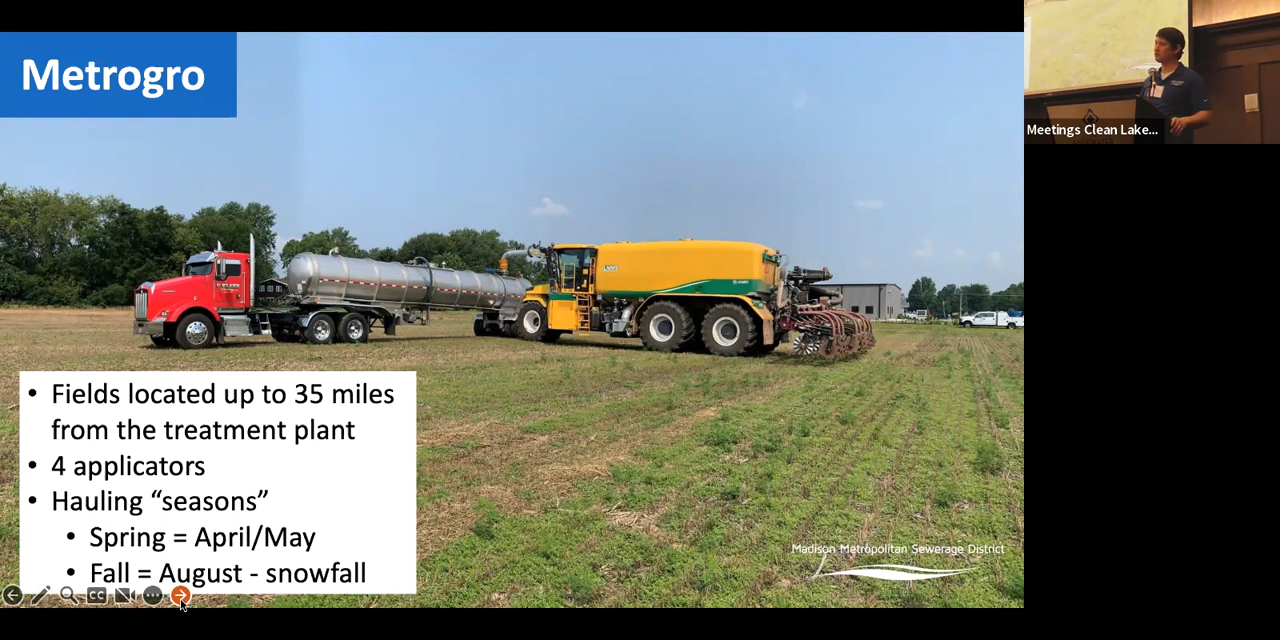 Metrogro
• Fields located up to 35 miles
from the treatment plant
• 4 applicators
• Hauling “seasons”
• Spring = April/May
• Fall = August - snowfall
CC
Madison Metropolitan Sewerage District
Meetings Clean Lake...